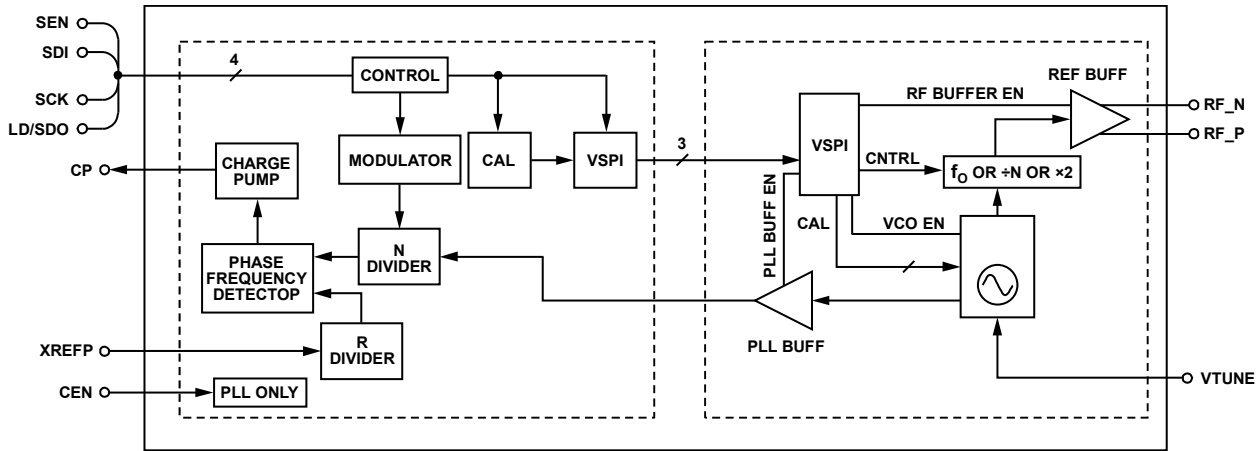 SEN
SDI
SCK
LD/SDO
CP
XREFP
CEN
4
CONTROL
MODULATOR
CAL
VSPI
CHARGE
PUMP
PHASE
FREQUENCY
DETECTOP
N
DIVIDER
R
DIVIDER
PLL ONLY
3
VSPI
RF BUFFER EN
REF BUFF
CNTRL
fO OR ÷N OR ×2
PLL BUFF EN
CAL
VCO EN
PLL BUFF
RF_N
RF_P
VTUNE